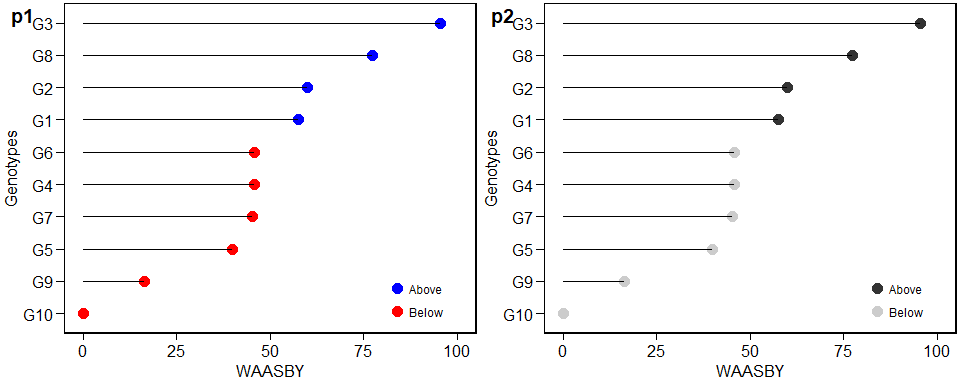 p1
G3
G8
G2
G1
G6
G4
G7
G5
G9
G10
Genotypes
Above
Below
0 25 50 75 100
WAASBY
p2
G3
G8
G2
G1
G6
G4
G7
G5
G9
G10
Genotypes
Above
Below
0 25 50 75 100
WAASBY